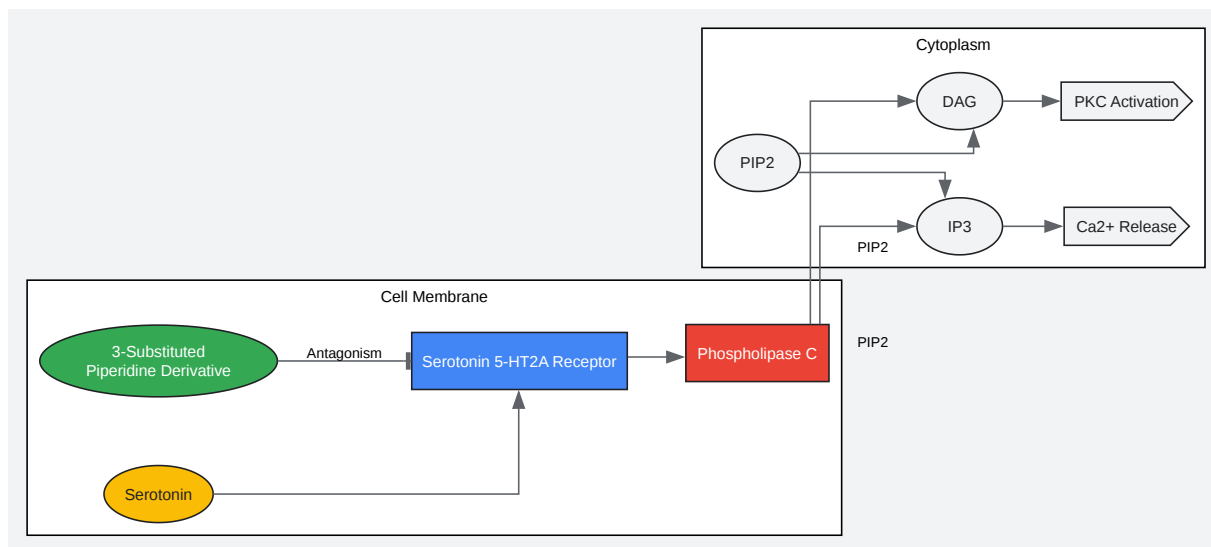 Cytoplasm
DAG
PKC Activation
PIP2
IP3
Ca2+ Release
PIP2
Cell Membrane
3-Substituted
Piperidine Derivative
Antagonism
Serotonin 5-HT2A Receptor
Phospholipase C
PIP2
Serotonin